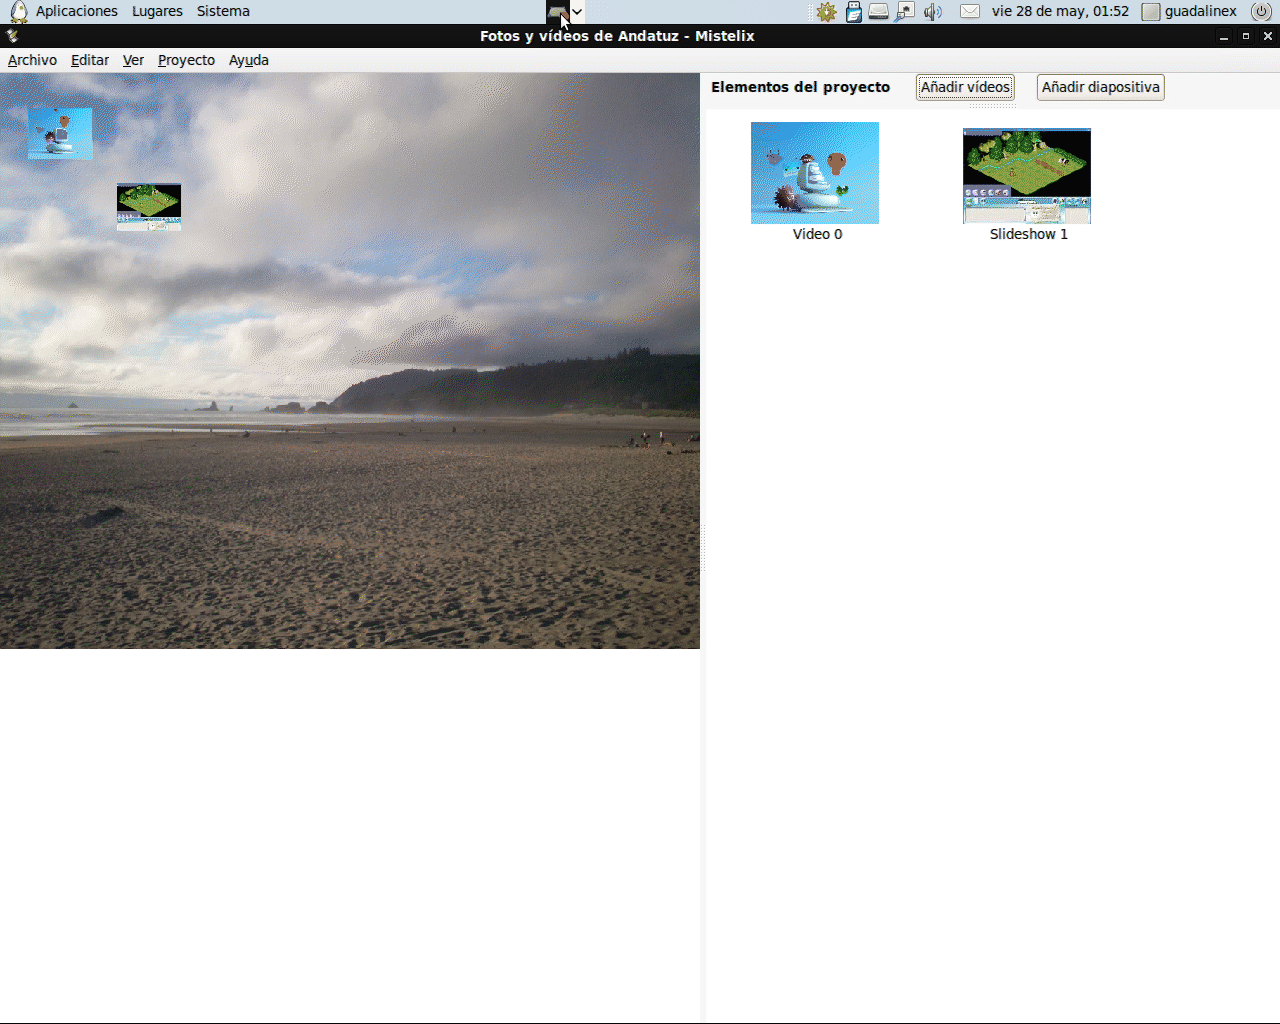 Aplicaciones Lugares Sistema vie 28 de may, 01:52 guadalinex
Fotos y vídeos de Andatuz - Mistelix
Archivo Editar Ver Proyecto Ayuda
Elementos del proyecto Añadir vídeos Añadir diapositiva
Video 0 Slideshow 1